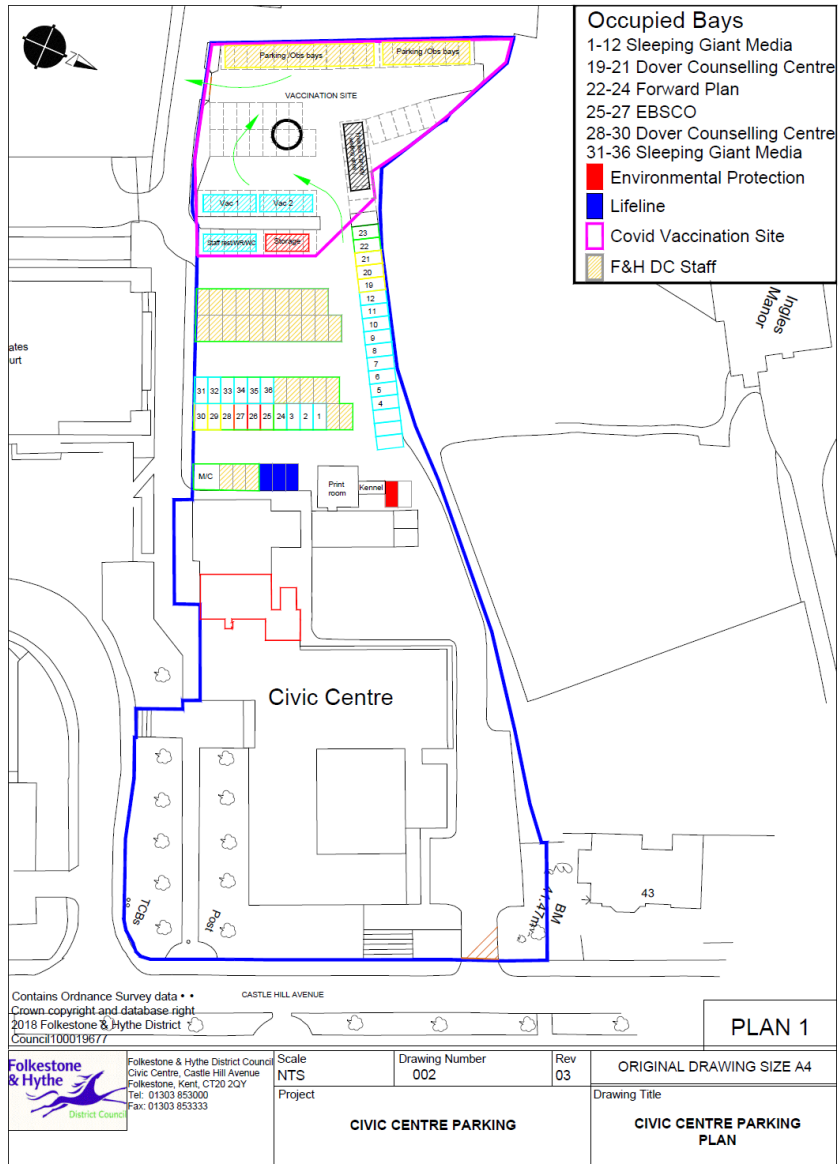 Occupied Bays
1-12 Sleeping Giant Media
19-21 Dover Counselling Centre
22-24 Forward Plan
25-27 EBSCO
28-30 Dover Counselling Centre
31-36 Sleeping Giant Media
Environmental Protection
Lifeline
Covid Vaccination Site
F&H DC Staff
Parking /Obs bays
Parking /Obs bays
VACCINATION SITE
Vac 1
Vac 2
Staff rest/WR/WC
Storage
23
22
21
20
19
12
11
10
9
8
7
6
5
4
Ingles
Manor
ates
urt
31 32 33 34 35 36
30 29 28 27 26 25 24 3 2 1
M/C
Print
room
Kennel
Civic Centre
TCBs
Post
BM
41.47m
43
CASTLE HILL AVENUE
Contains Ordnance Survey data • •
Crown copyright and database right
2018 Folkestone & Hythe District
Council100019677
PLAN 1
Folkestone
& Hythe
District Council
Folkestone & Hythe District Council
Civic Centre, Castle Hill Avenue
Folkestone, Kent, CT20 2QY
Tel: 01303 853000
Fax: 01303 853333
Scale
NTS
Drawing Number
002
Rev
03
ORIGINAL DRAWING SIZE A4
Project
CIVIC CENTRE PARKING
Drawing Title
CIVIC CENTRE PARKING
PLAN